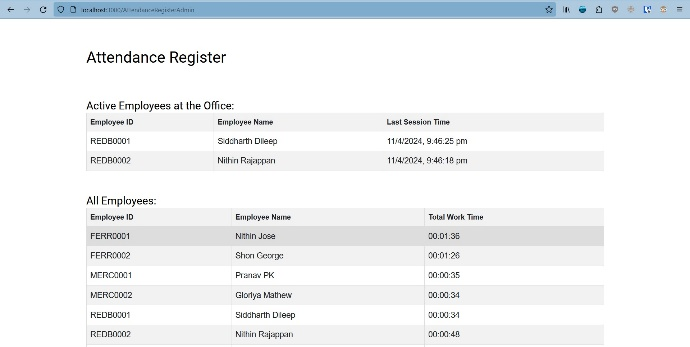 localhost:3000/AttendanceRegisterAdmin
Attendance Register
Active Employees at the Office:
Employee ID Employee Name Last Session Time
REDB0001 Siddharth Dileep 11/4/2024, 9:46:25 pm
REDB0002 Nithin Rajappan 11/4/2024, 9:46:18 pm
All Employees:
Employee ID Employee Name Total Work Time
FERR0001 Nithin Jose 00:01:36
FERR0002 Shon George 00:01:26
MERC0001 Pranav PK 00:00:35
MERC0002 Gloriya Mathew 00:00:34
REDB0001 Siddharth Dileep 00:00:34
REDB0002 Nithin Rajappan 00:00:48